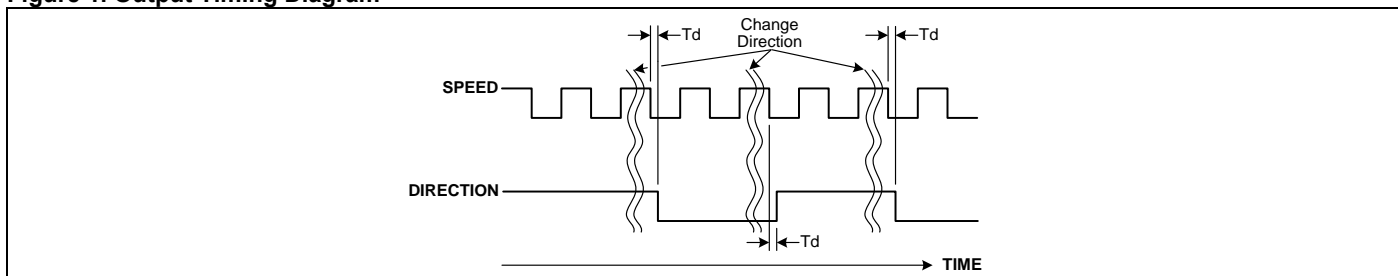 Figure 1. Output Timing Diagram
Td
Change
Direction
Td
SPEED
DIRECTION
Td
TIME